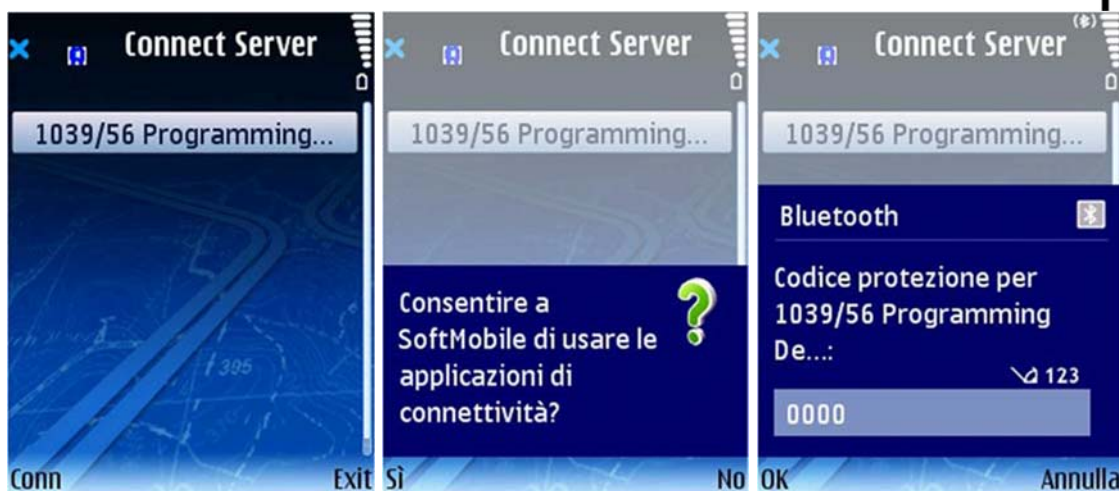 Connect Server
1039/56 Programming...
395
Conn Exit
Connect Server
1039/56 Programming...
Consentire a
SoftMobile di usare le
applicazioni di
connettività?
Sì No
Connect Server
1039/56 Programming...
Bluetooth
Codice protezione per
1039/56 Programming
De...:
123
0000
OK Annulla